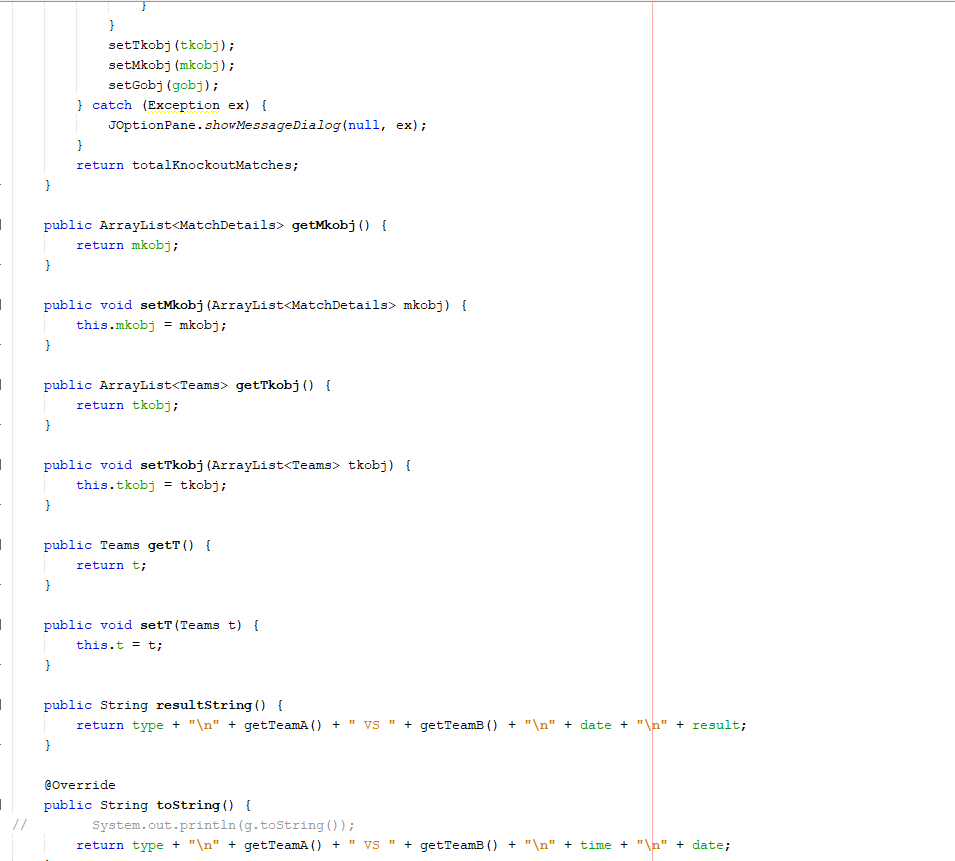 }
}
setTkobj(tkobj);
setMkobj(mkobj);
setGobj(gobj);
} catch (Exception ex) {
JOptionPane.showMessageDialog(null, ex);
}
return totalKnockoutMatches;
}
public ArrayList<MatchDetails> getMkobj() {
return mkobj;
}
public void setMkobj(ArrayList<MatchDetails> mkobj) {
this.mkobj = mkobj;
}
public ArrayList<Teams> getTkobj() {
return tkobj;
}
public void setTkobj(ArrayList<Teams> tkobj) {
this.tkobj = tkobj;
}
public Teams getT() {
return t;
}
public void setT(Teams t) {
this.t = t;
}
public String resultString() {
return type + "\n" + getTeamA() + " VS " + getTeamB() + "\n" + date + "\n" + result;
}
@Override
public String toString() {
// System.out.println(g.toString());
return type + "\n" + getTeamA() + " VS " + getTeamB() + "\n" + time + "\n" + date;